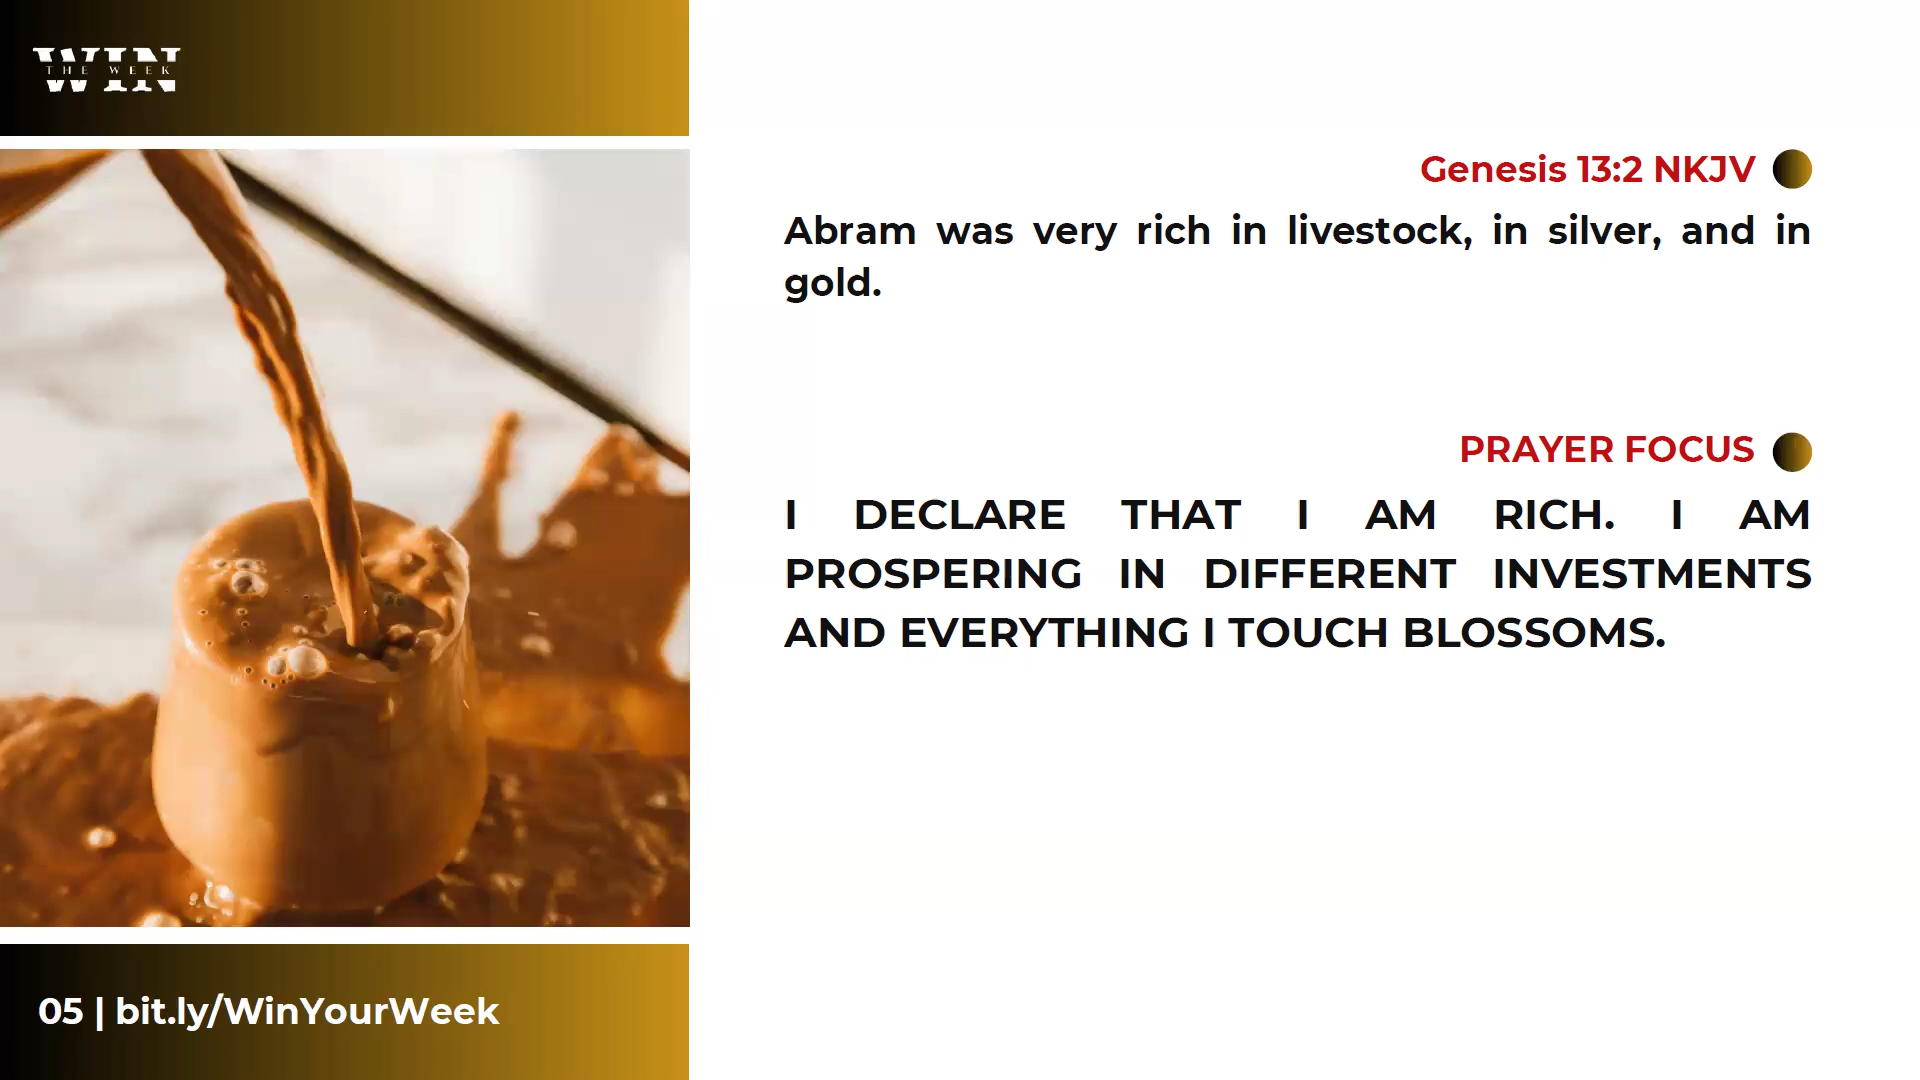 WIN
THE WEEK
Genesis 13:2 NKJV
Abram was very rich in livestock, in silver, and in
gold.
PRAYER FOCUS
I DECLARE THAT I AM RICH. I AM
PROSPERING IN DIFFERENT INVESTMENTS
AND EVERYTHING I TOUCH BLOSSOMS.
05 | bit.ly/WinYourWeek